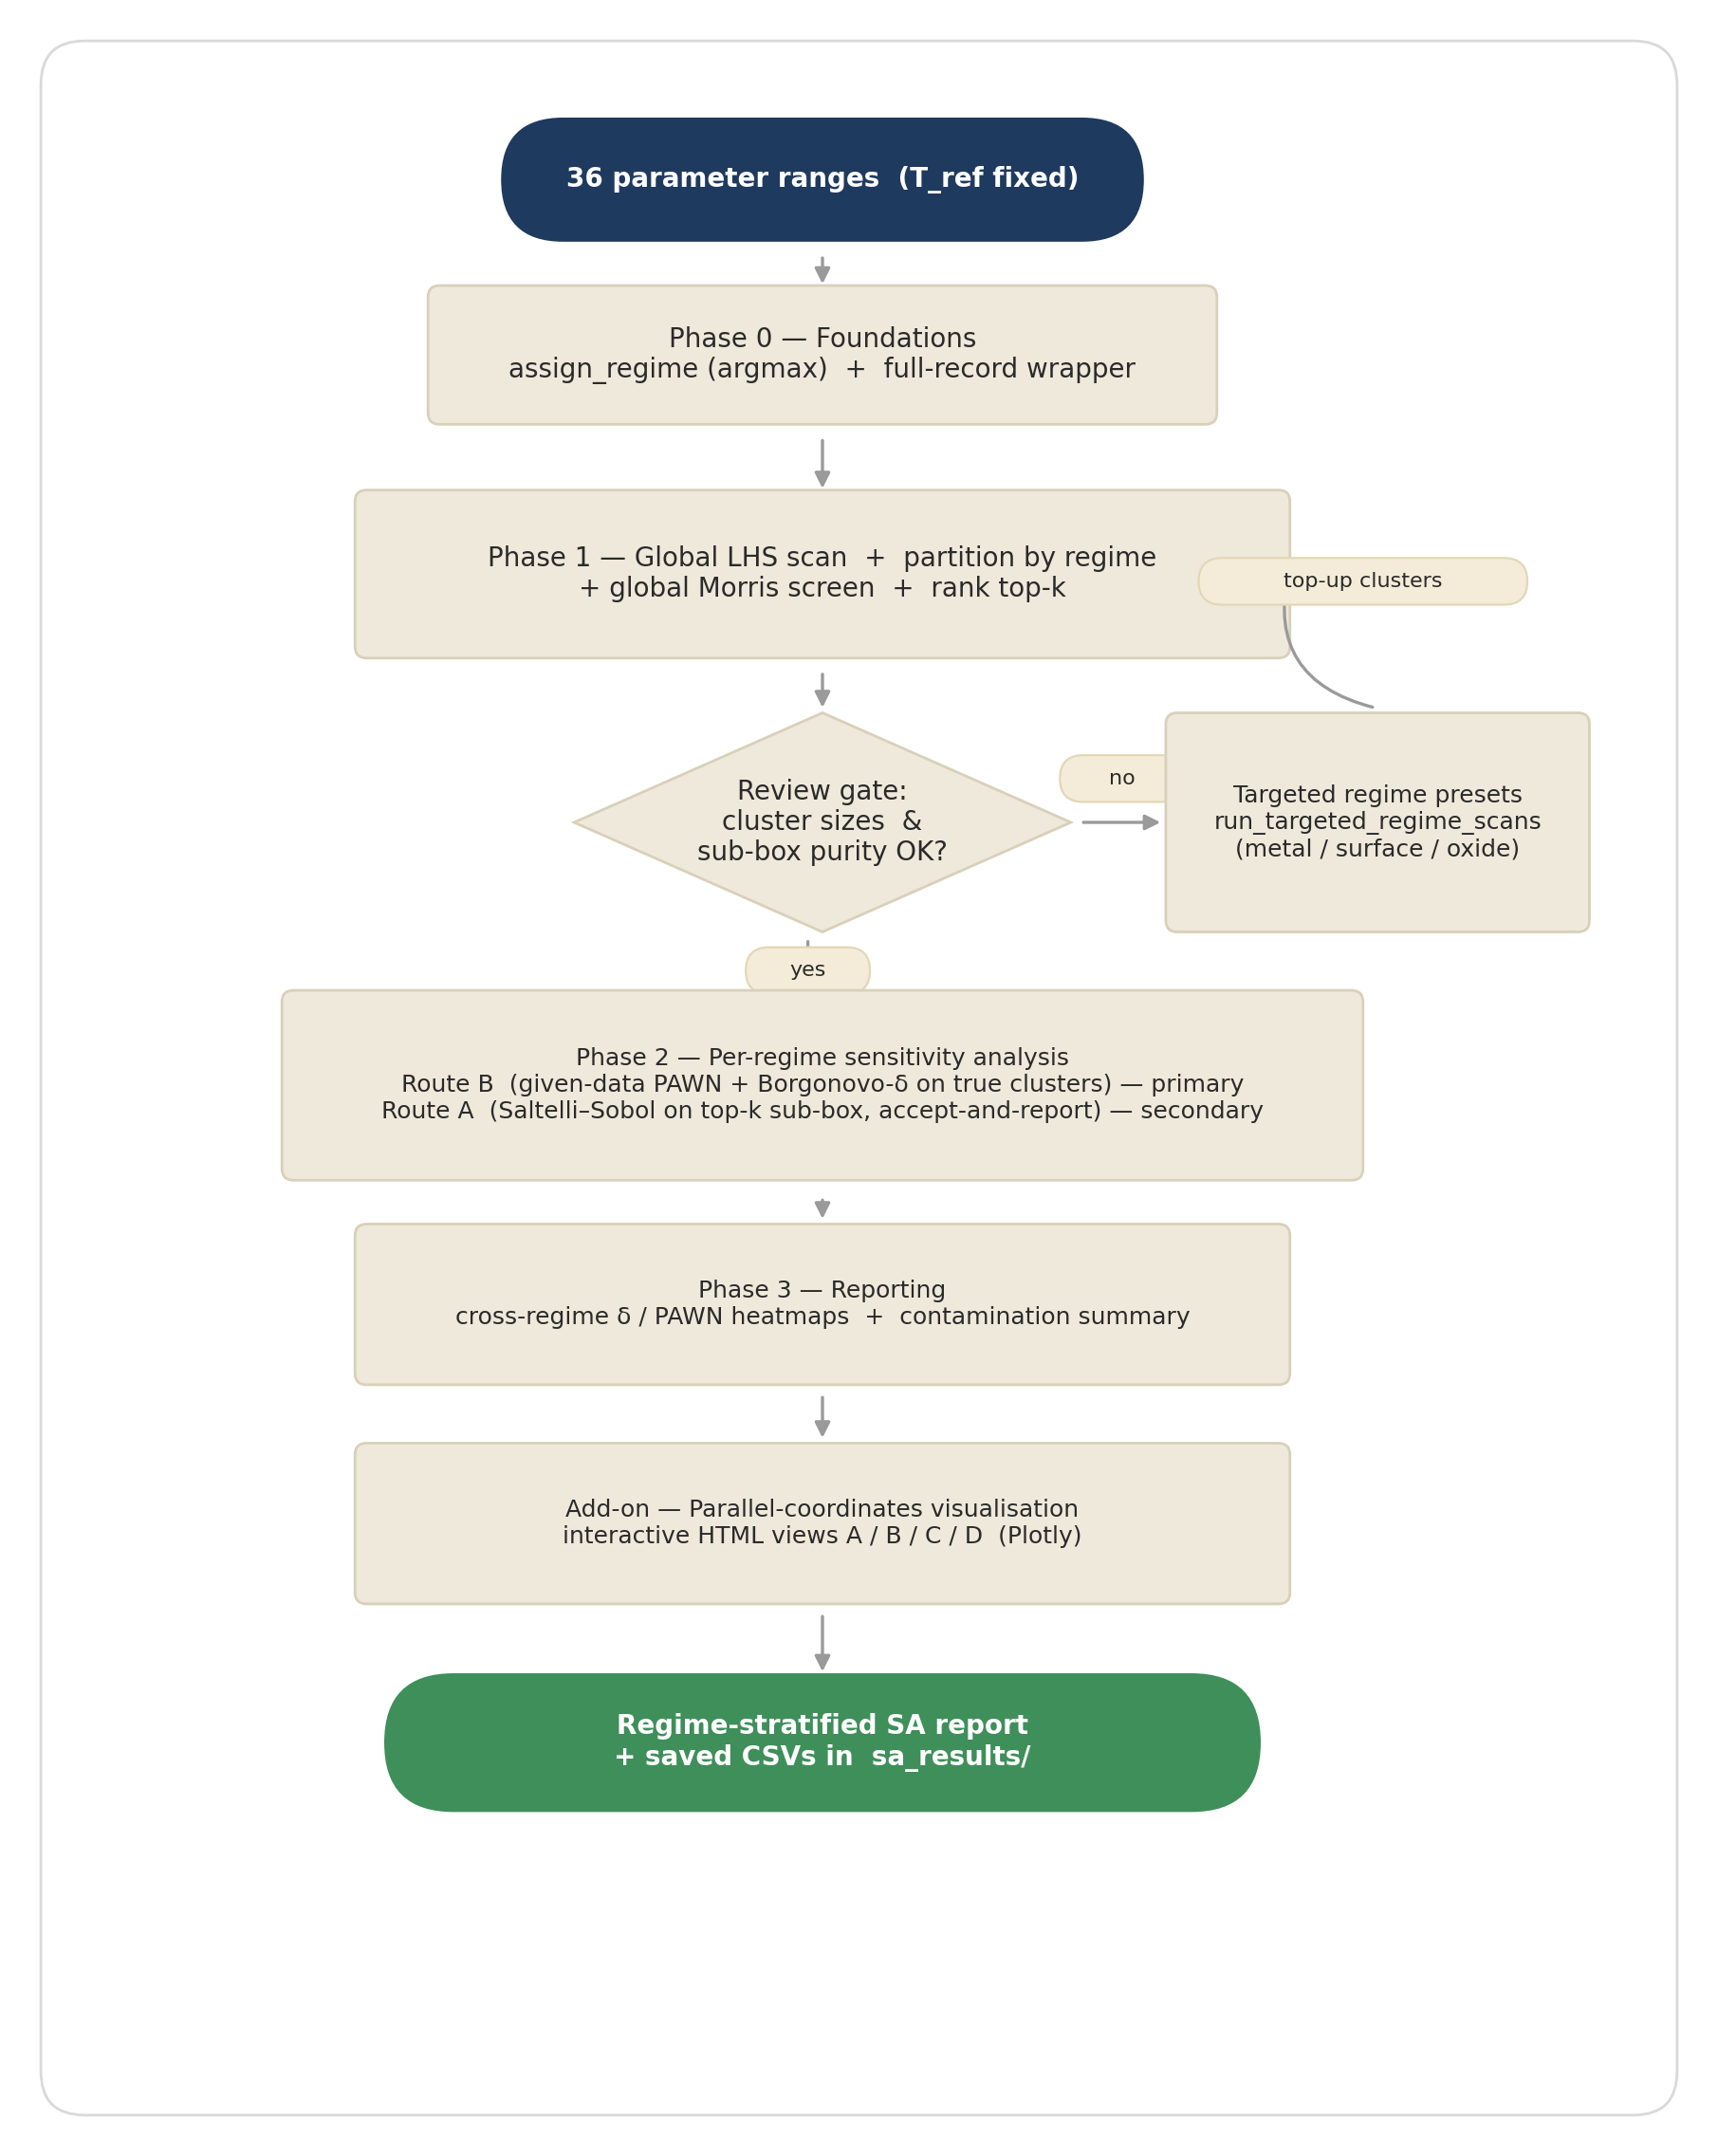 36 parameter ranges  (T_ref fixed)
Phase 0 — Foundations
assign_regime (argmax)  +  full-record wrapper
Phase 1 — Global LHS scan  +  partition by regime
+ global Morris screen  +  rank top-k
top-up clusters
Review gate:
cluster sizes  &
sub-box purity OK?
no
Targeted regime presets
run_targeted_regime_scans
(metal / surface / oxide)
yes
Phase 2 — Per-regime sensitivity analysis
Route B  (given-data PAWN + Borgonovo-δ on true clusters) — primary
Route A  (Saltelli–Sobol on top-k sub-box, accept-and-report) — secondary
Phase 3 — Reporting
cross-regime δ / PAWN heatmaps  +  contamination summary
Add-on — Parallel-coordinates visualisation
interactive HTML views A / B / C / D  (Plotly)
Regime-stratified SA report
+ saved CSVs in  sa_results/